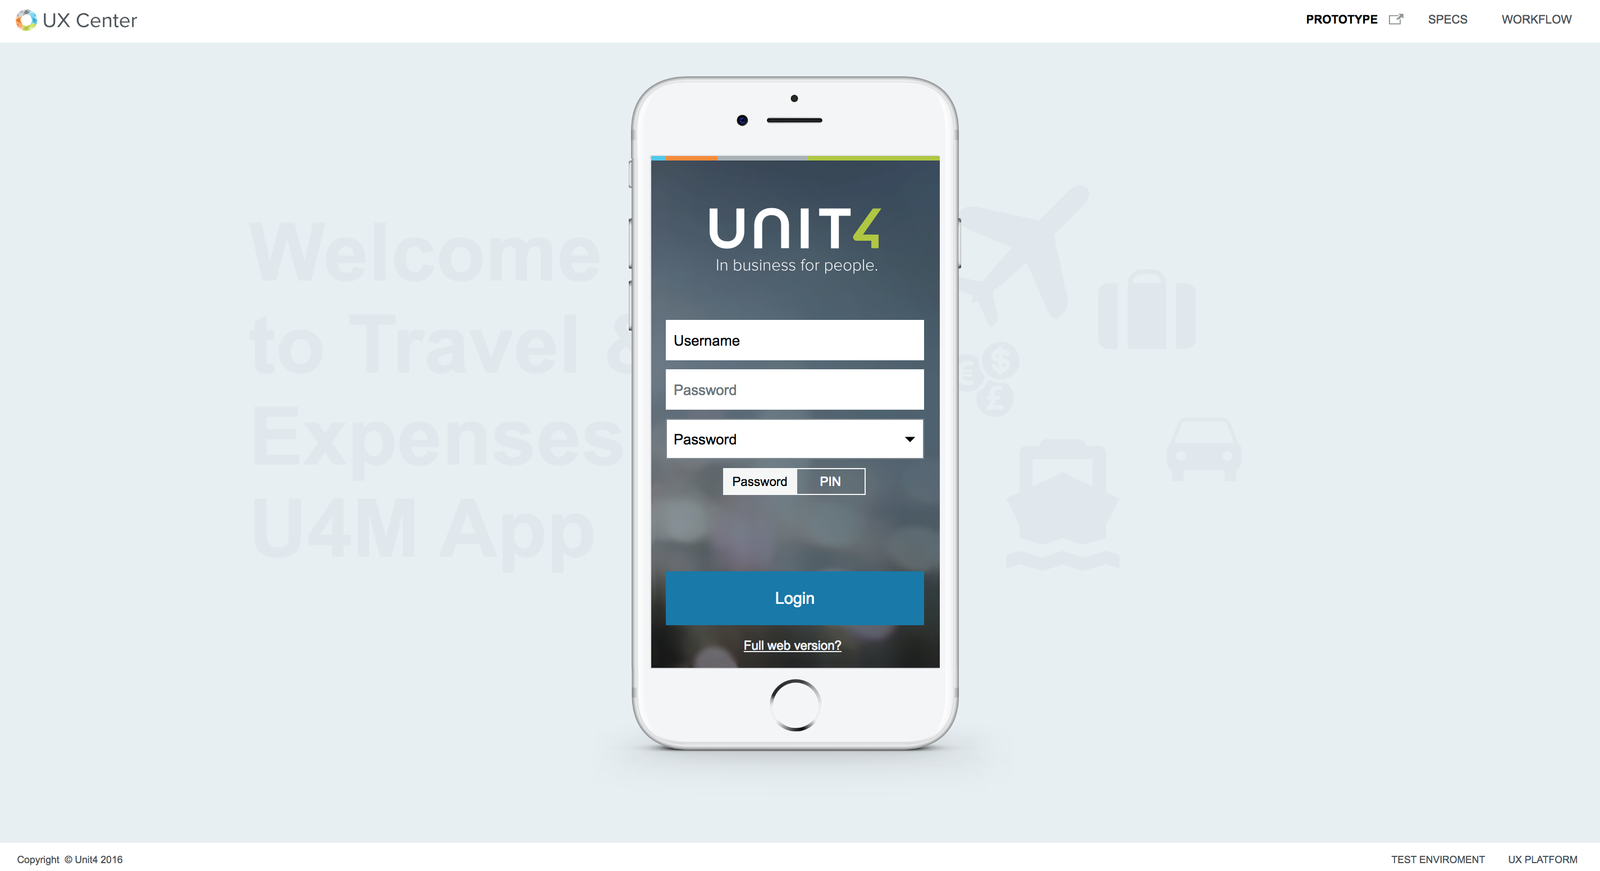 UX Center
PROTOTYPE
SPECS
WORKFLOW
Welcome
to Travel &
Expenses
U4M App
UNIT4
In business for people.
Username
Password
Password
Password
PIN
Login
Full web version?
$
€
£
Copyright © Unit4 2016
TEST ENVIROMENT
UX PLATFORM